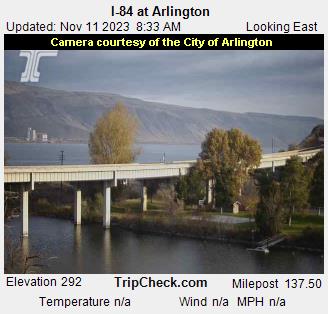 I-84 at Arlington
Updated: Nov 11 2023 8:33 AM Looking East
Camera courtesy of the City of Arlington
Elevation 292 TripCheck.com Milepost 137.50
Temperature n/a Wind n/a MPH n/a